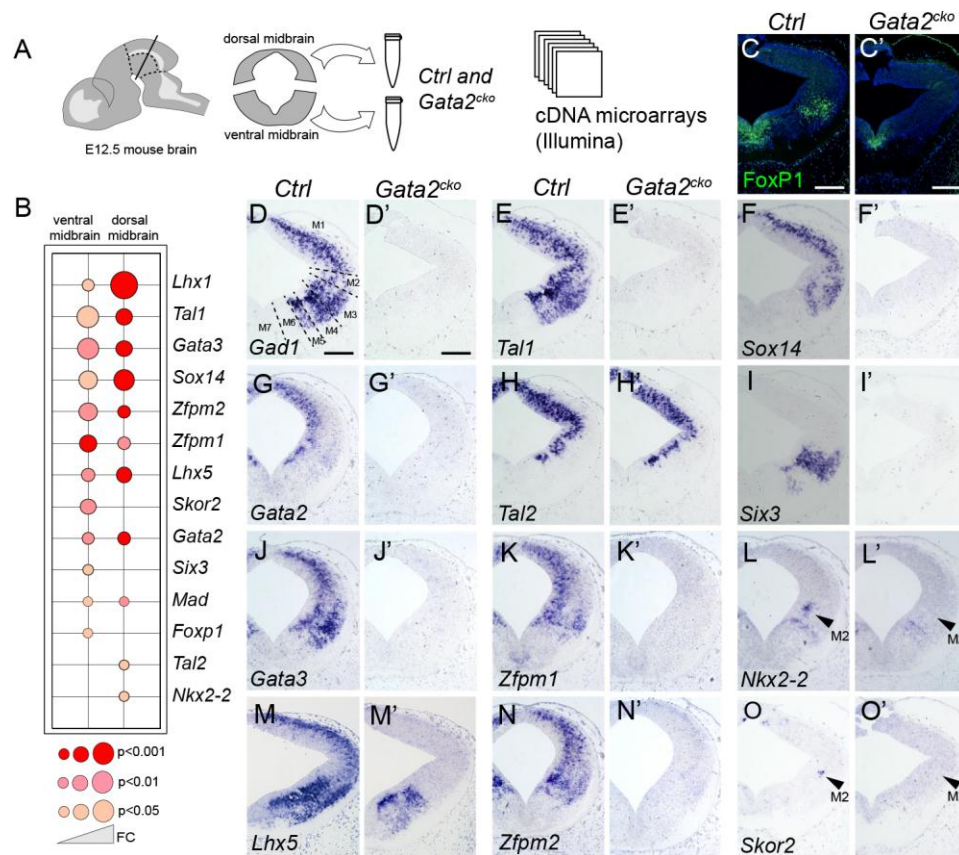 A
E12.5 mouse brain
dorsal midbrain
ventral midbrain
Ctrl and
Gata2cko
cDNA microarrays
(Illumina)
Ctrl Gata2cko
C C'
FoxP1
B
ventral midbrain
dorsal midbrain
Lhx1
Tal1
Gata3
Sox14
Zfpm2
Zfpm1
Lhx5
Skor2
Gata2
Six3
Mad
Foxp1
Tal2
Nkx2-2
p<0.001
p<0.01
p<0.05
FC
Ctrl Gata2cko Ctrl Gata2cko
D D' E E' F F'
M1
M2
M3
M4
M5
M6
M7
Gad1 Tal1 Sox14
G G' H H' I I'
Gata2 Tal2 Six3
J J' K K' L L'
M2 M
Gata3 Zfpm1 Nkx2-2
M M' N N' O O'
M2 M
Lhx5 Zfpm2 Skor2